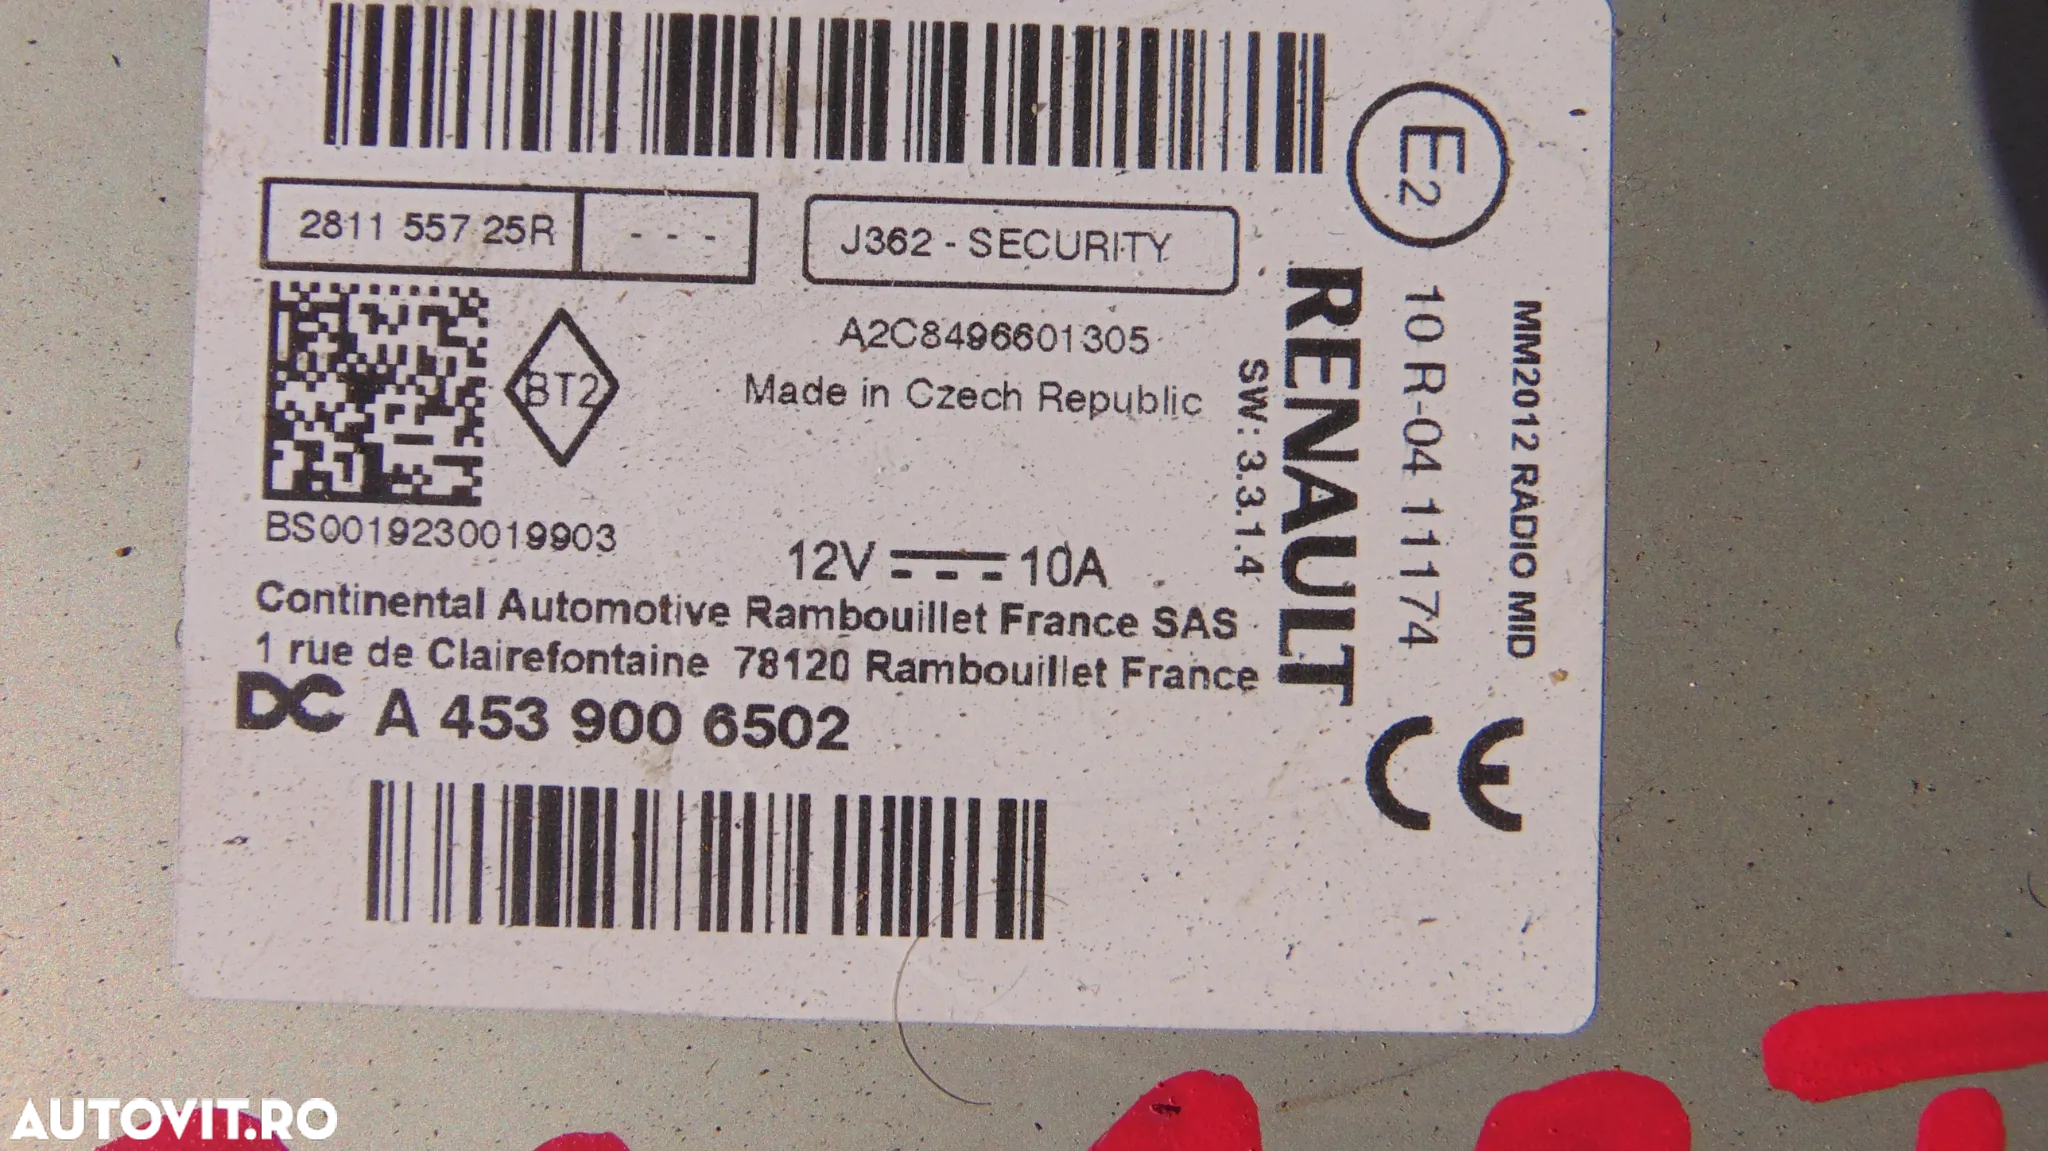 2811 557 25R
- - -
J362 - SECURITY
E2
BT2
A2C8496601305
Made in Czech Republic
BS0019230019903
12V 10A
Continental Automotive Rambouillet France SAS
1 rue de Clairefontaine 78120 Rambouillet France
DC A 453 900 6502
SW: 3.3.1.4
RENAULT
10 R-04 11174
MM2012 RADIO MID
CE
AUTOVIT.RO